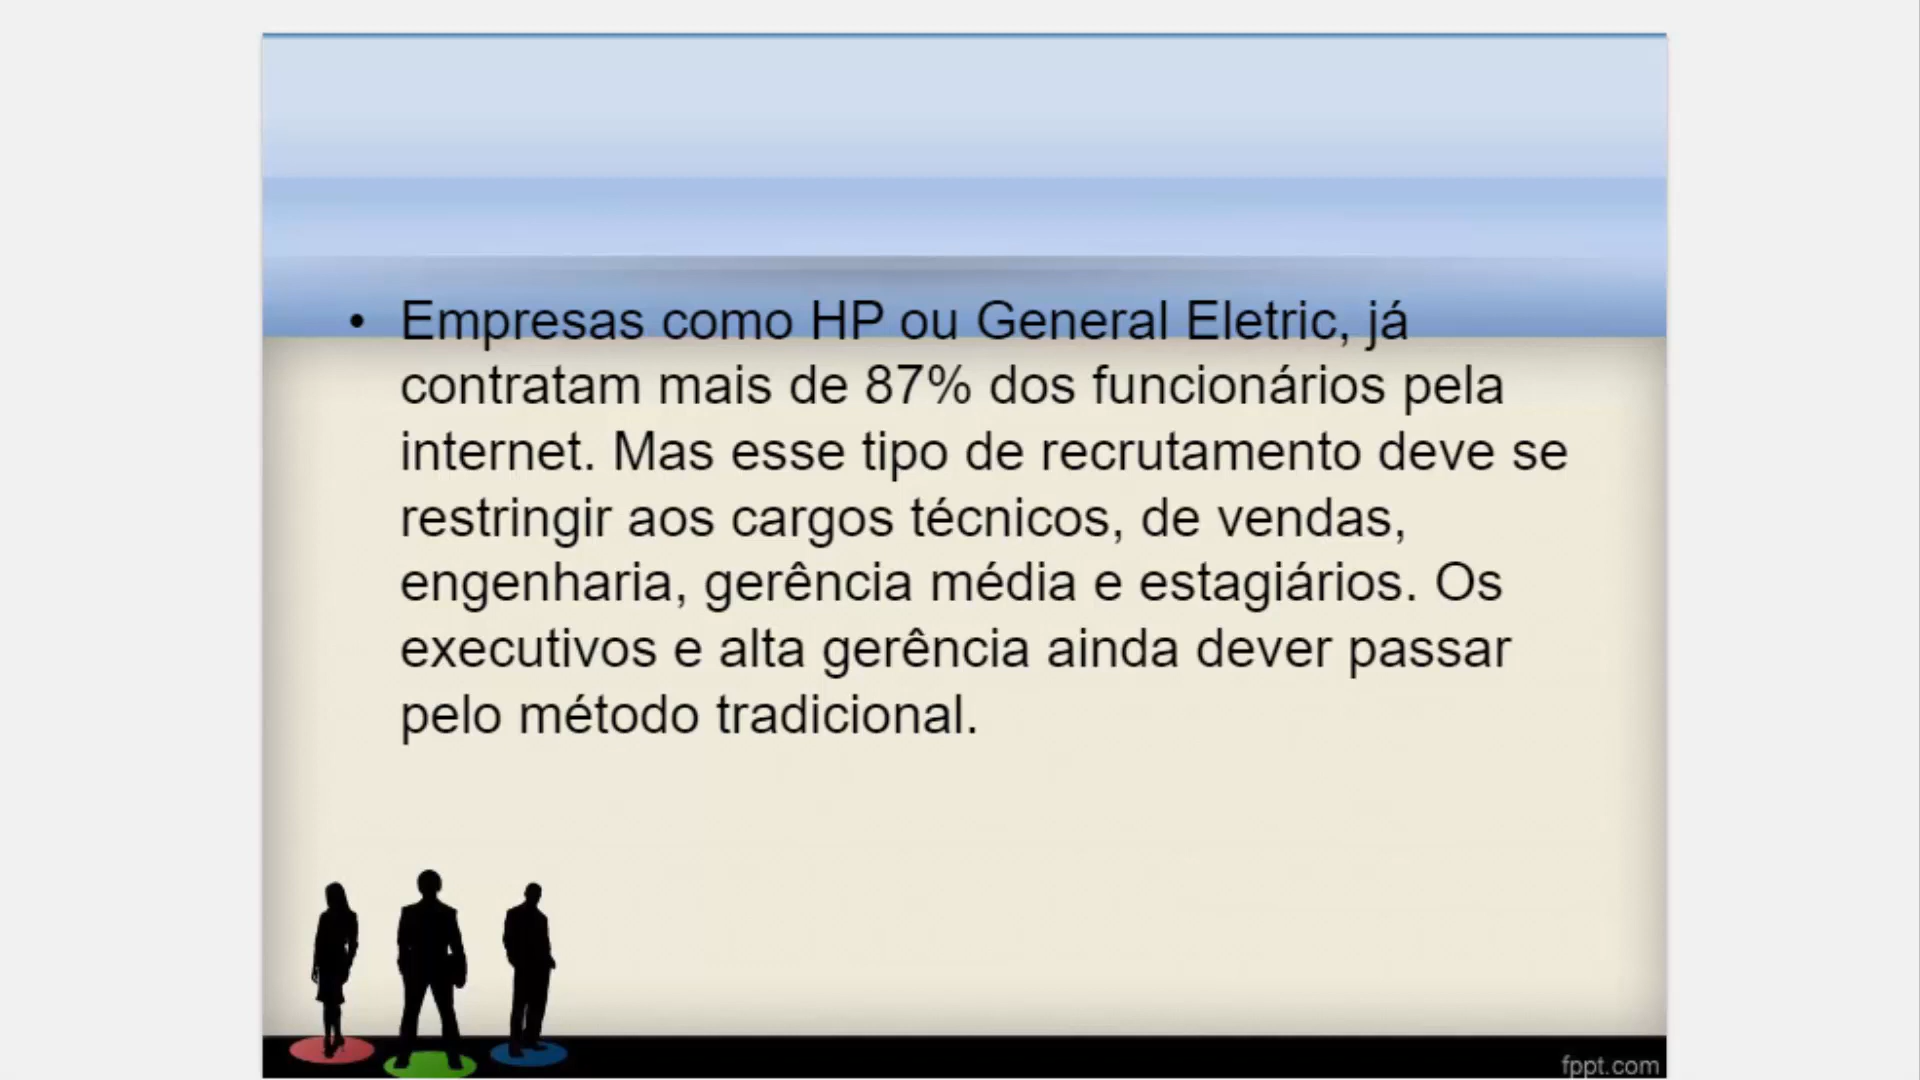 • Empresas como HP ou General Eletric, já
contratam mais de 87% dos funcionários pela
internet. Mas esse tipo de recrutamento deve se
restringir aos cargos técnicos, de vendas,
engenharia, gerência média e estagiários. Os
executivos e alta gerência ainda dever passar
pelo método tradicional.
fppt.com